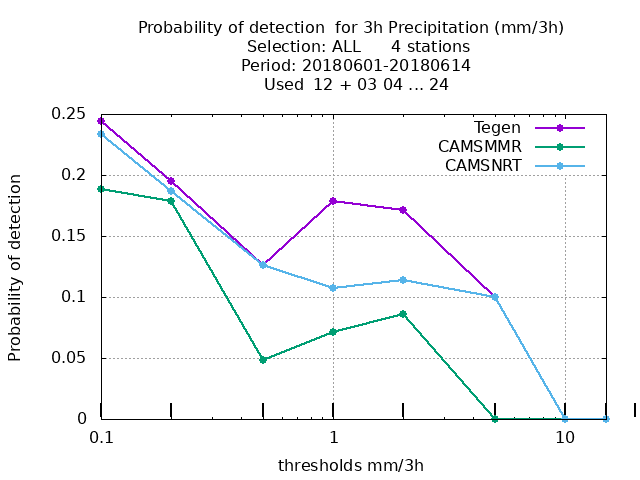 Probability of detection  for 3h Precipitation (mm/3h)
Selection: ALL      4 stations
Period: 20180601-20180614
Used  12 + 03 04 ... 24
Tegen
CAMSMMR
CAMSNRT
0.25
0.2
0.15
0.1
0.05
0
Probability of detection
0.1 1 10
thresholds mm/3h